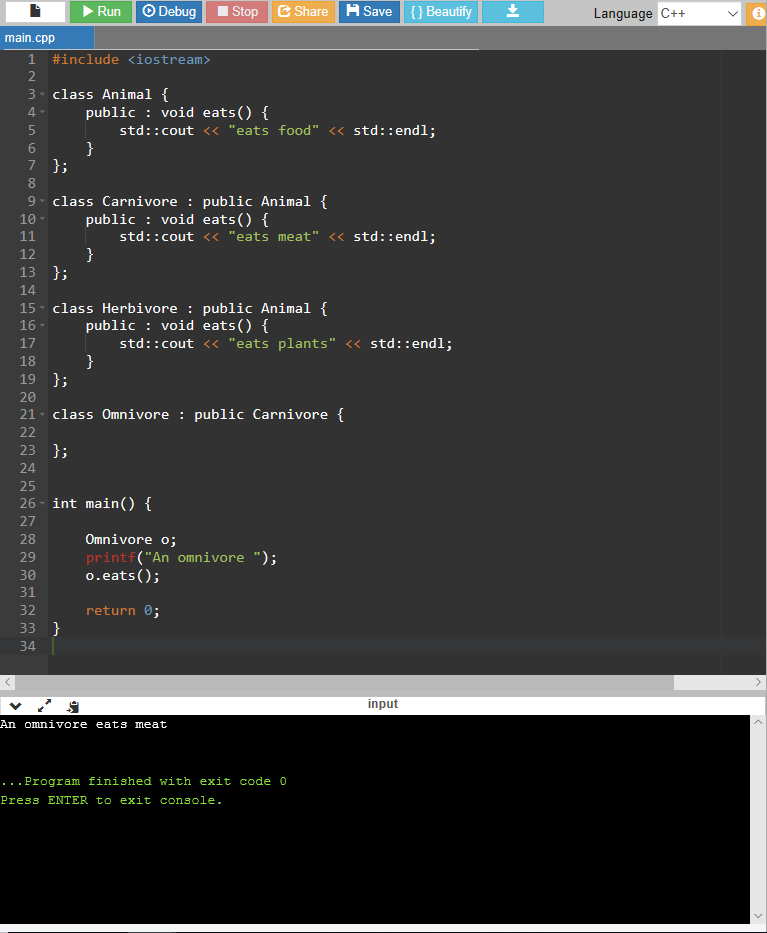 Run Debug Stop Share Save { } Beautify Language C++
main.cpp
1 #include <iostream>
2
3 class Animal {
4 public : void eats() {
5 std::cout << "eats food" << std::endl;
6 }
7 };
8
9 class Carnivore : public Animal {
10 public : void eats() {
11 std::cout << "eats meat" << std::endl;
12 }
13 };
14
15 class Herbivore : public Animal {
16 public : void eats() {
17 std::cout << "eats plants" << std::endl;
18 }
19 };
20
21 class Omnivore : public Carnivore {
22
23 };
24
25
26 int main() {
27
28 Omnivore o;
29 printf("An omnivore ");
30 o.eats();
31
32 return 0;
33 }
34
input
An omnivore eats meat
...Program finished with exit code 0
Press ENTER to exit console.